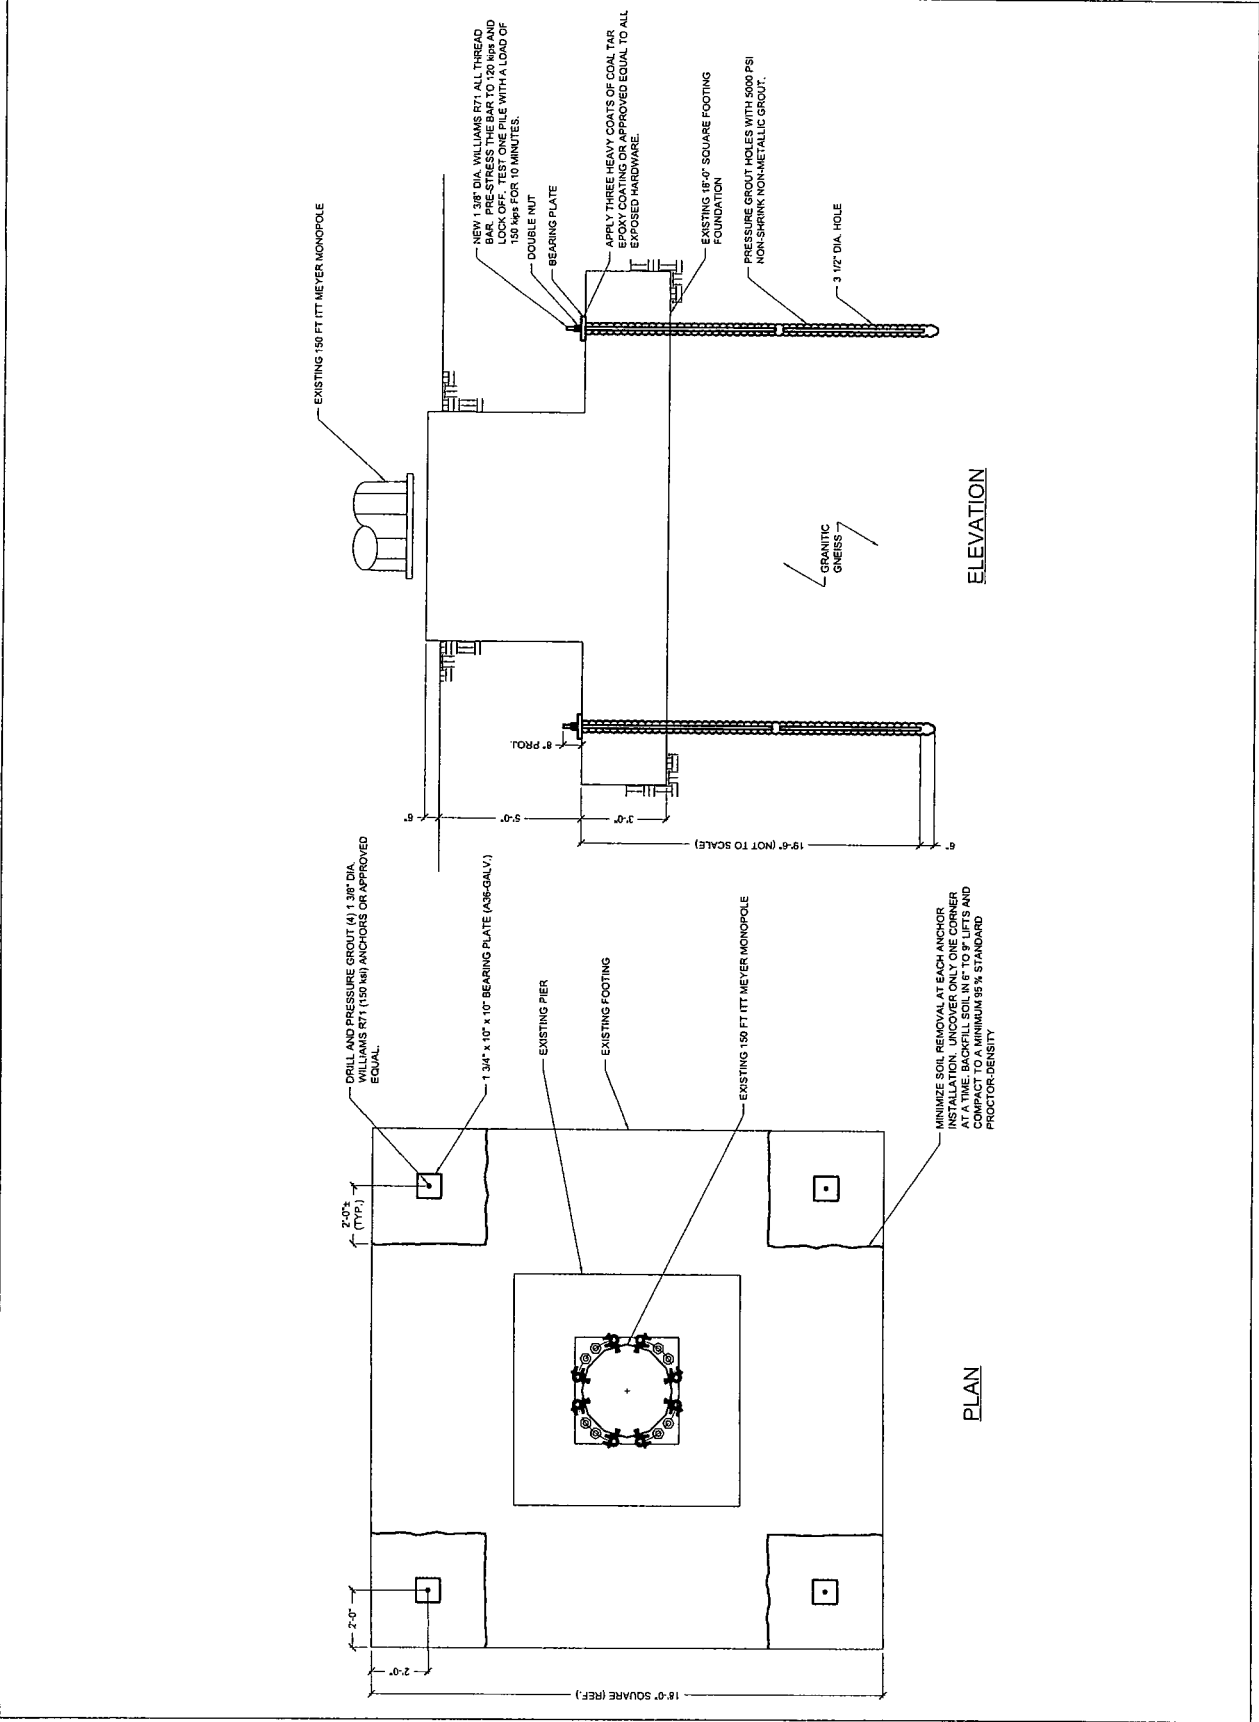 EXISTING 150 FT ITT MEYER MONOPOLE
NEW 1 3/8" DIA. WILLIAMS R71 ALL THREAD
BAR. PRE-STRESS THE BAR TO 120 kips AND
LOCK OFF. TEST ONE PILE WITH A LOAD OF
150 kips FOR 10 MINUTES.
DOUBLE NUT
BEARING PLATE
APPLY THREE HEAVY COATS OF COAL TAR
EPOXY COATING OR APPROVED EQUAL TO ALL
EXPOSED HARDWARE.
EXISTING 18'-0" SQUARE FOOTING
FOUNDATION
PRESSURE GROUT HOLES WITH 5000 PSI
NON-SHRINK NON-METALLIC GROUT.
3 1/2" DIA. HOLE
GRANITIC
GNEISS
8" PROJ.
6"
5'-0"
3'-0"
19'-6" (NOT TO SCALE)
6"
ELEVATION
DRILL AND PRESSURE GROUT (4) 1 3/8" DIA.
WILLIAMS R71 (150 ksi) ANCHORS OR APPROVED
EQUAL.
1 3/4" x 10" x 10" BEARING PLATE (A36-GALV.)
EXISTING PIER
EXISTING FOOTING
EXISTING 150 FT ITT MEYER MONOPOLE
MINIMIZE SOIL REMOVAL AT EACH ANCHOR
INSTALLATION. UNCOVER ONLY ONE CORNER
AT A TIME. BACKFILL SOIL IN 6" TO 9" LIFTS AND
COMPACT TO A MINIMUM 95 % STANDARD
PROCTOR-DENSITY
2'-0"±
(TYP.)
2'-0"
2'-0"
18'-0" SQUARE (REF.)
PLAN